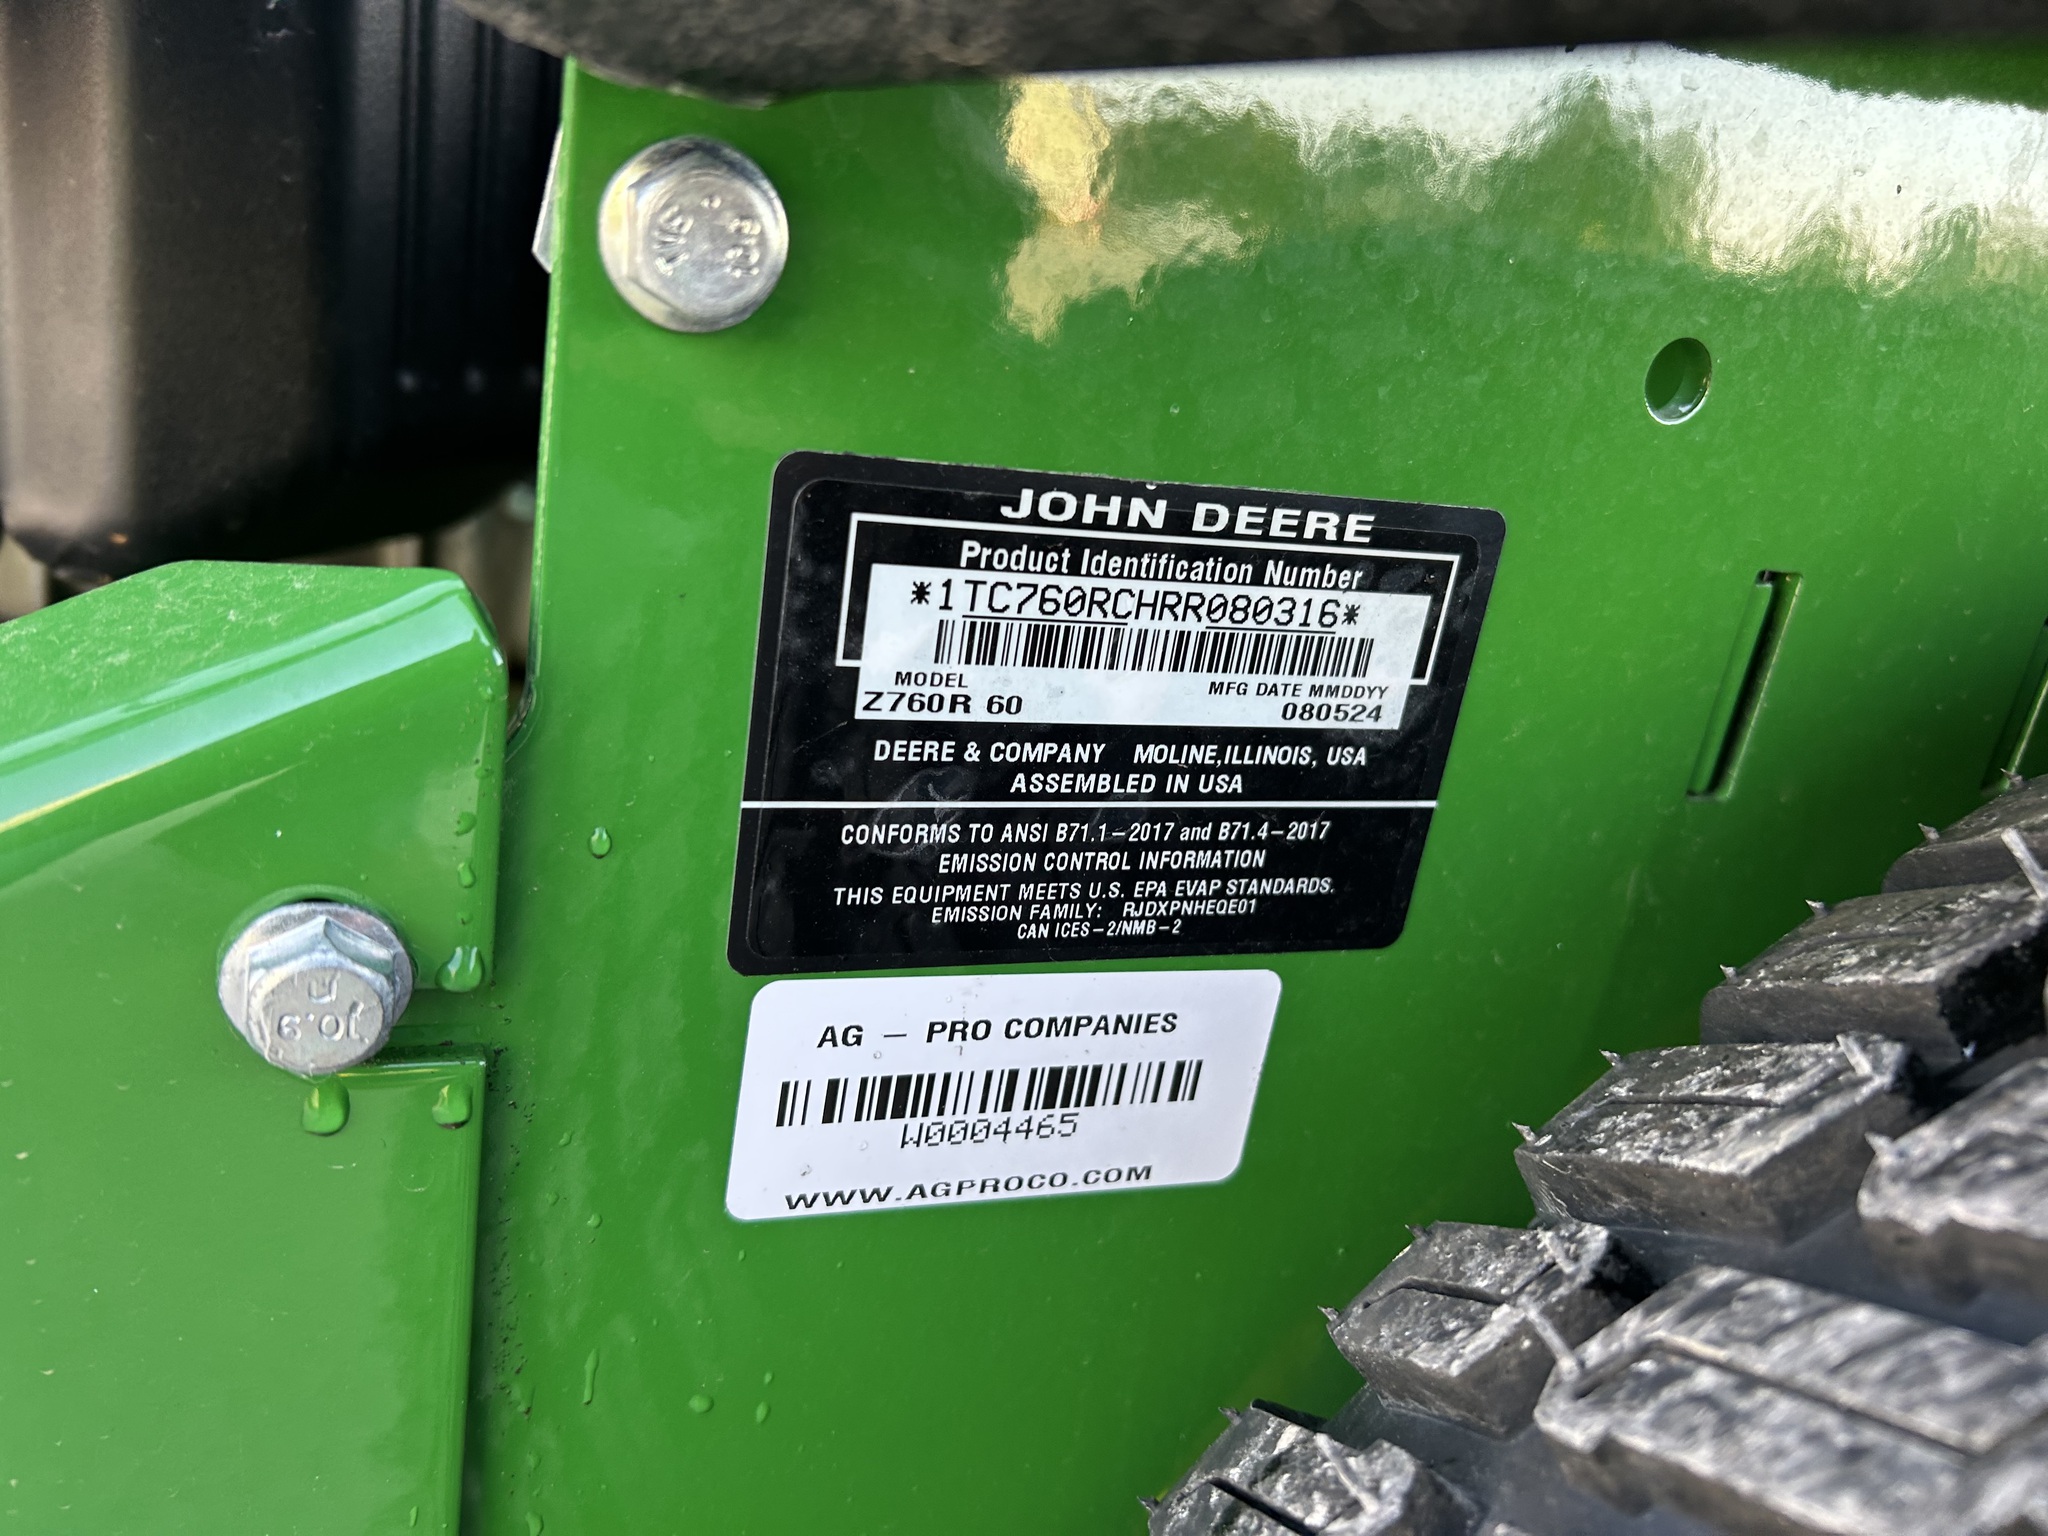 JOHN DEERE
Product Identification Number
*1TC760RCHRR080316*
MODEL
Z760R 60
MFG DATE MMDDYY
080524
DEERE & COMPANY MOLINE, ILLINOIS, USA
ASSEMBLED IN USA
CONFORMS TO ANSI B71.1-2017 and B71.4-2017
EMISSION CONTROL INFORMATION
THIS EQUIPMENT MEETS U.S. EPA EVAP STANDARDS.
EMISSION FAMILY: RJDXPNHEQE01
CAN ICES-2/NMB-2
AG - PRO COMPANIES
W0004465
WWW.AGPROCO.COM
10.9